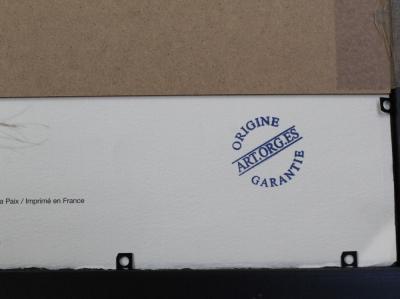 ORIGINE
ART.ORG.ES
GARANTIE
a Paix / Imprimé en France